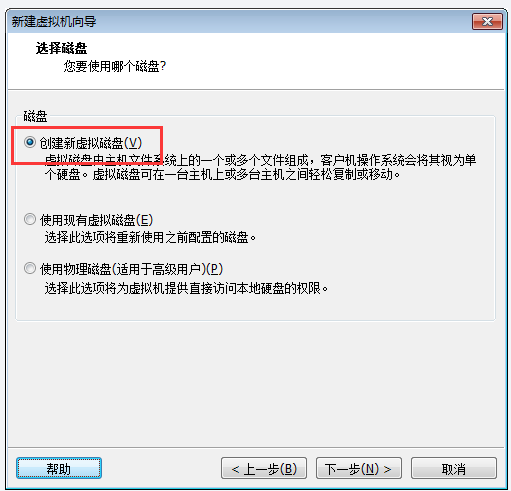 新建虚拟机向导
选择磁盘
您要使用哪个磁盘?
磁盘
创建新虚拟磁盘(V)
虚拟磁盘由主机文件系统上的一个或多个文件组成，客户机操作系统会将其视为单
个硬盘。虚拟磁盘可在一台主机上或多台主机之间轻松复制或移动。
使用现有虚拟磁盘(E)
选择此选项将重新使用之前配置的磁盘。
使用物理磁盘(适用于高级用户)(P)
选择此选项将为虚拟机提供直接访问本地硬盘的权限。
帮助
< 上一步(B)
下一步(N) >
取消